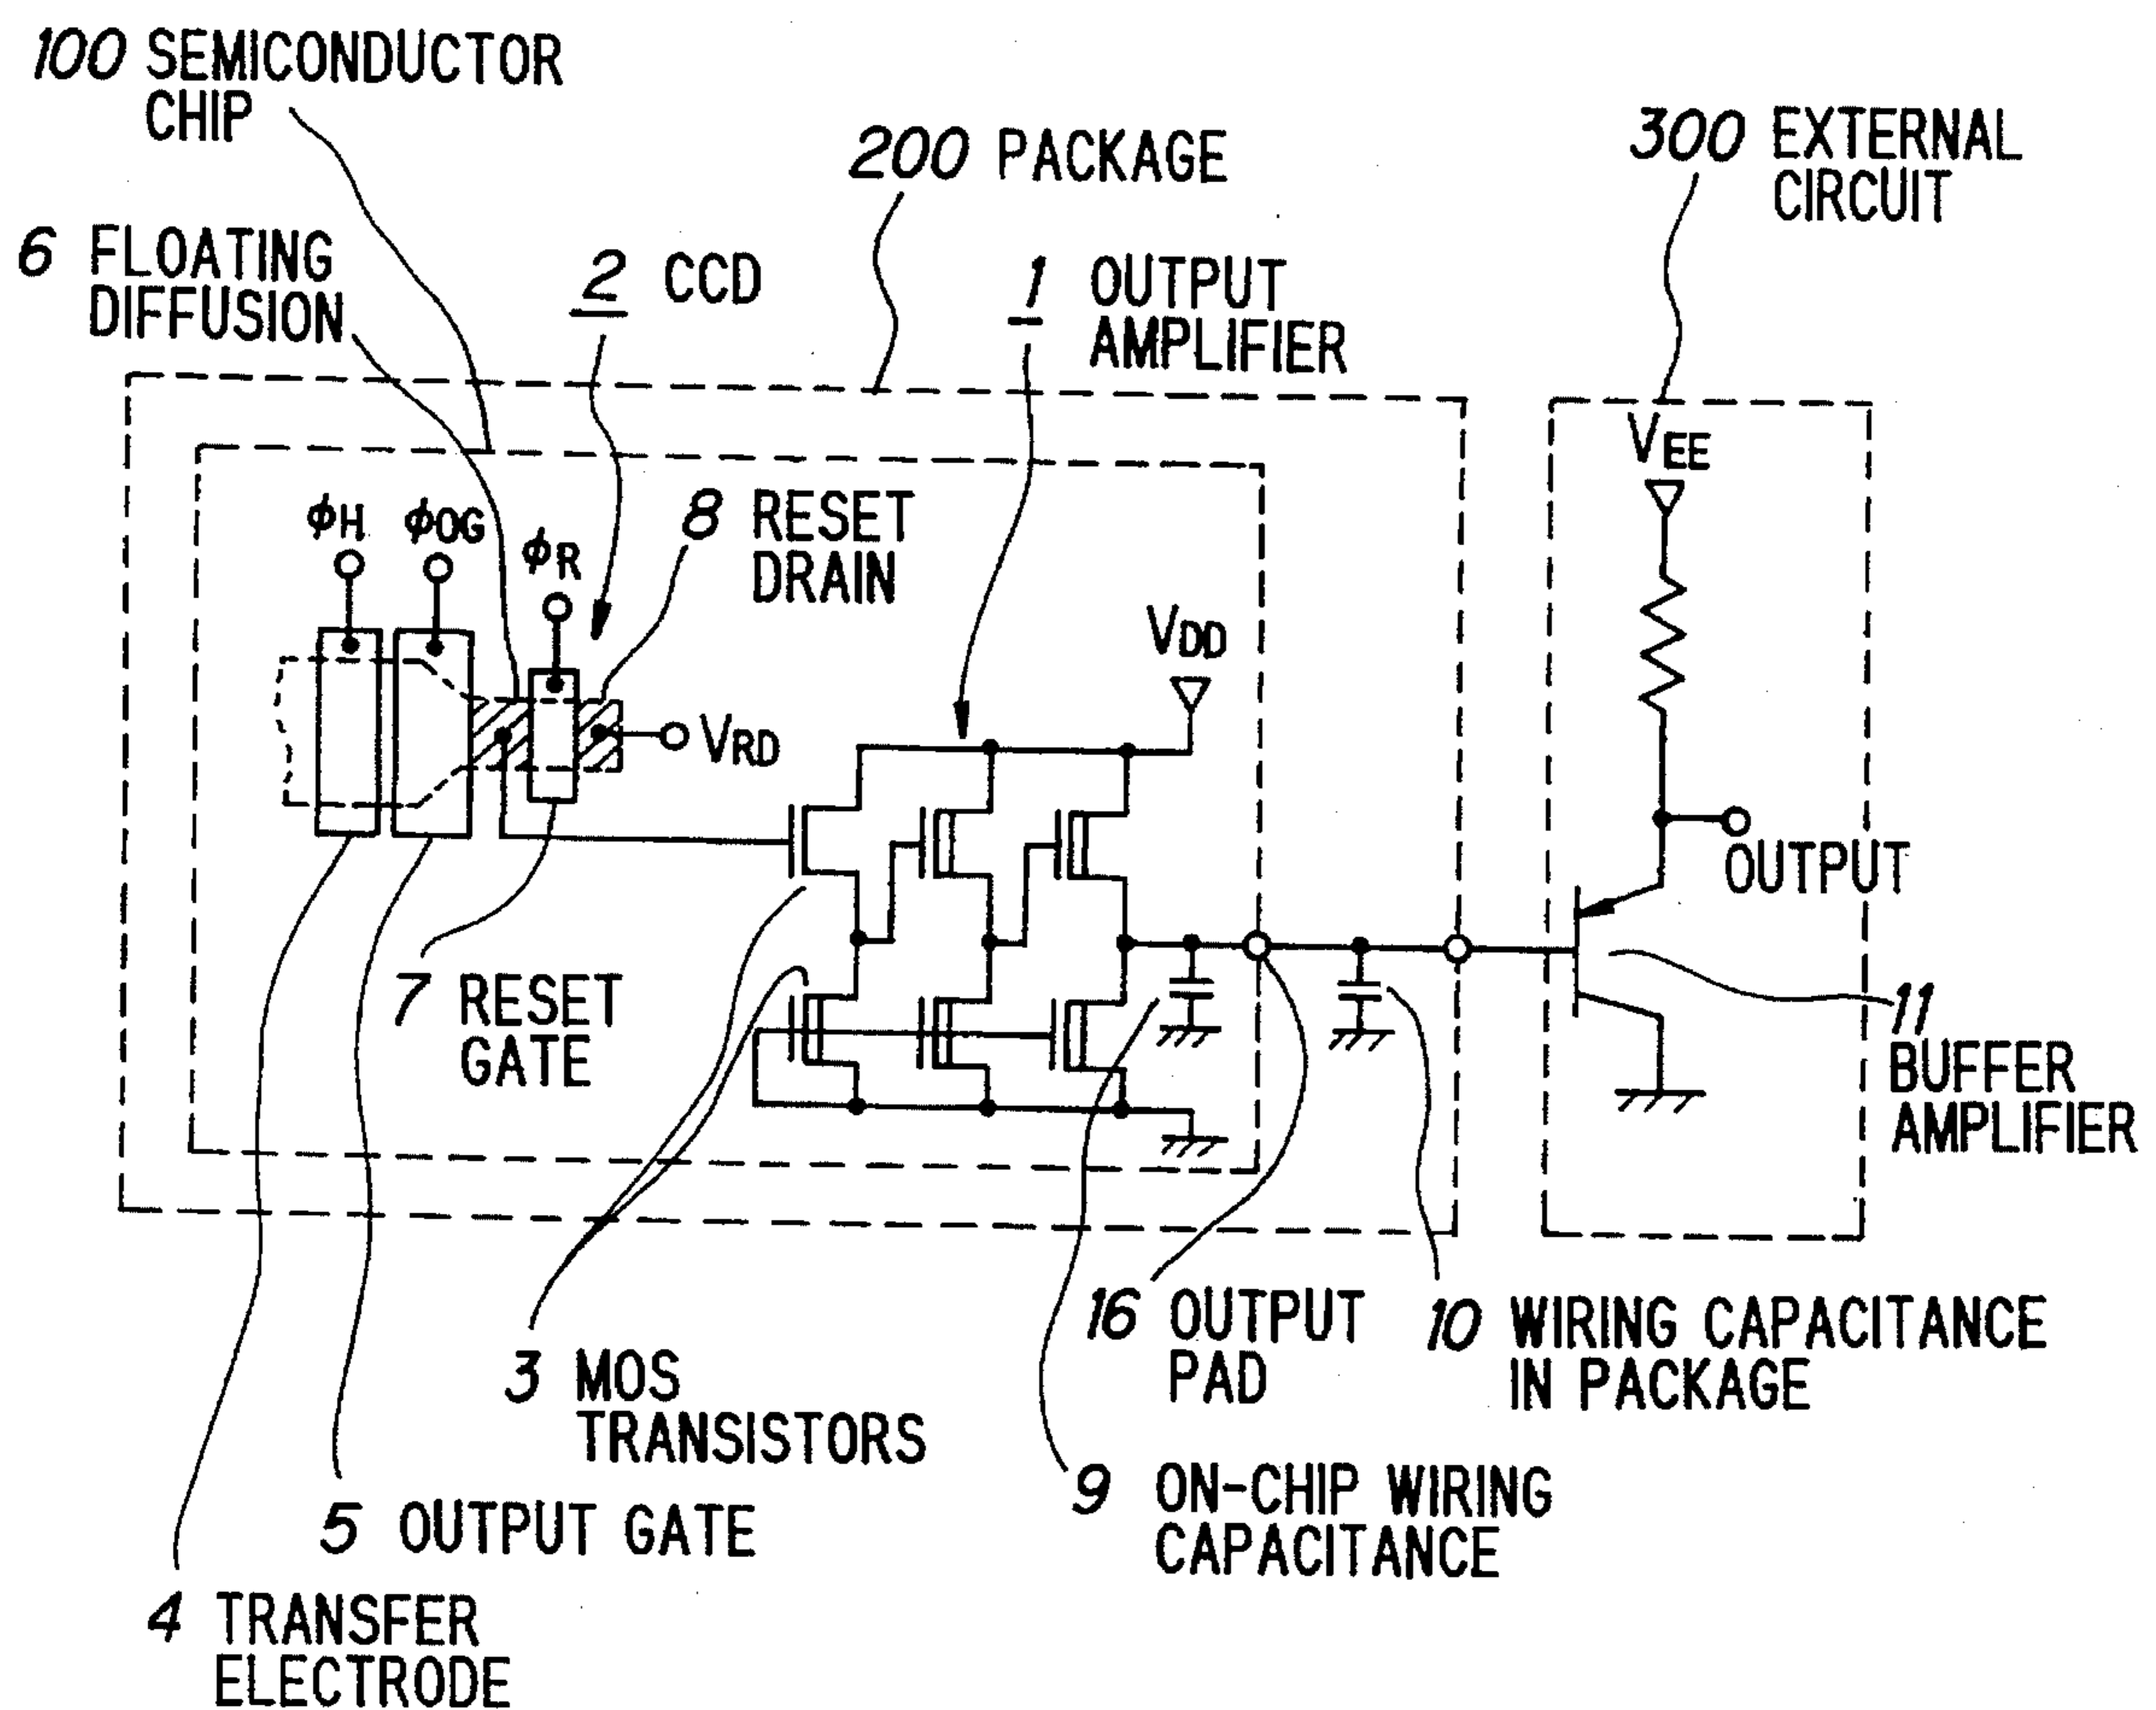 100 SEMICONDUCTOR
CHIP
200 PACKAGE
300 EXTERNAL
CIRCUIT
6 FLOATING
DIFFUSION
2 CCD
1 OUTPUT
AMPLIFIER
VEE
φH
φOG
φR
8 RESET
DRAIN
VDD
VRD
OUTPUT
7 RESET
GATE
11
BUFFER
AMPLIFIER
16 OUTPUT
PAD
10 WIRING CAPACITANCE
IN PACKAGE
3 MOS
TRANSISTORS
9 ON-CHIP WIRING
CAPACITANCE
5 OUTPUT GATE
4 TRANSFER
ELECTRODE